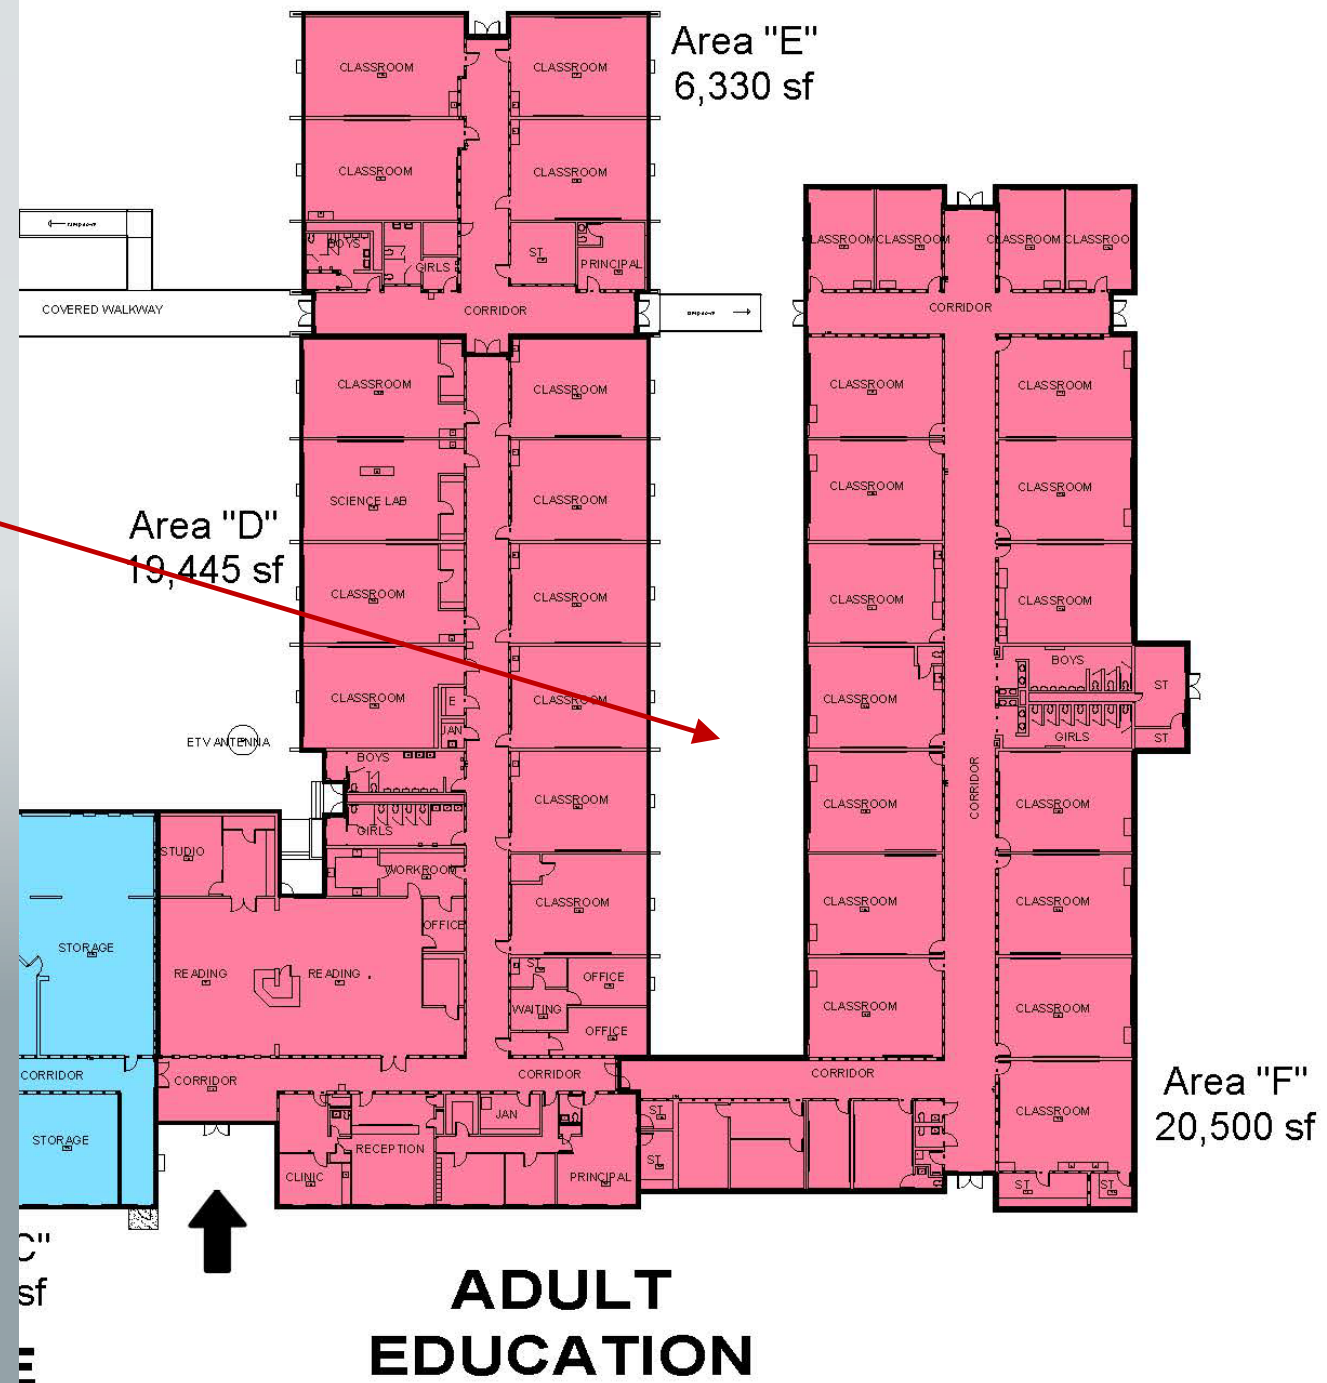 Area "E"
6,330 sf
CLASSROOM
CLASSROOM
CLASSROOM
CLASSROOM
BOYS
GIRLS
ST
PRINCIPAL
COVERED WALKWAY
CORRIDOR
CLASSROOM
CLASSROOM
SCIENCE LAB
CLASSROOM
Area "D"
19,445 sf
CLASSROOM
CLASSROOM
CLASSROOM
E
CLASSROOM
JAN
ETV ANTENNA
BOYS
CLASSROOM
GIRLS
STUDIO
WORKROOM
CLASSROOM
OFFICE
STORAGE
READING
READING
ST
OFFICE
WAITING
OFFICE
CORRIDOR
CORRIDOR
CORRIDOR
STORAGE
JAN
RECEPTION
CLINIC
PRINCIPAL
LASSROOM
CLASSROOM
CLASSROOM
CLASSROO
CORRIDOR
CLASSROOM
CLASSROOM
CLASSROOM
CLASSROOM
CLASSROOM
CLASSROOM
BOYS
ST
CLASSROOM
GIRLS
ST
CORRIDOR
CLASSROOM
CLASSROOM
CLASSROOM
CLASSROOM
CLASSROOM
CLASSROOM
CORRIDOR
Area "F"
20,500 sf
ST
CLASSROOM
ST
ST
ST
C"
sf
ADULT
EDUCATION
E